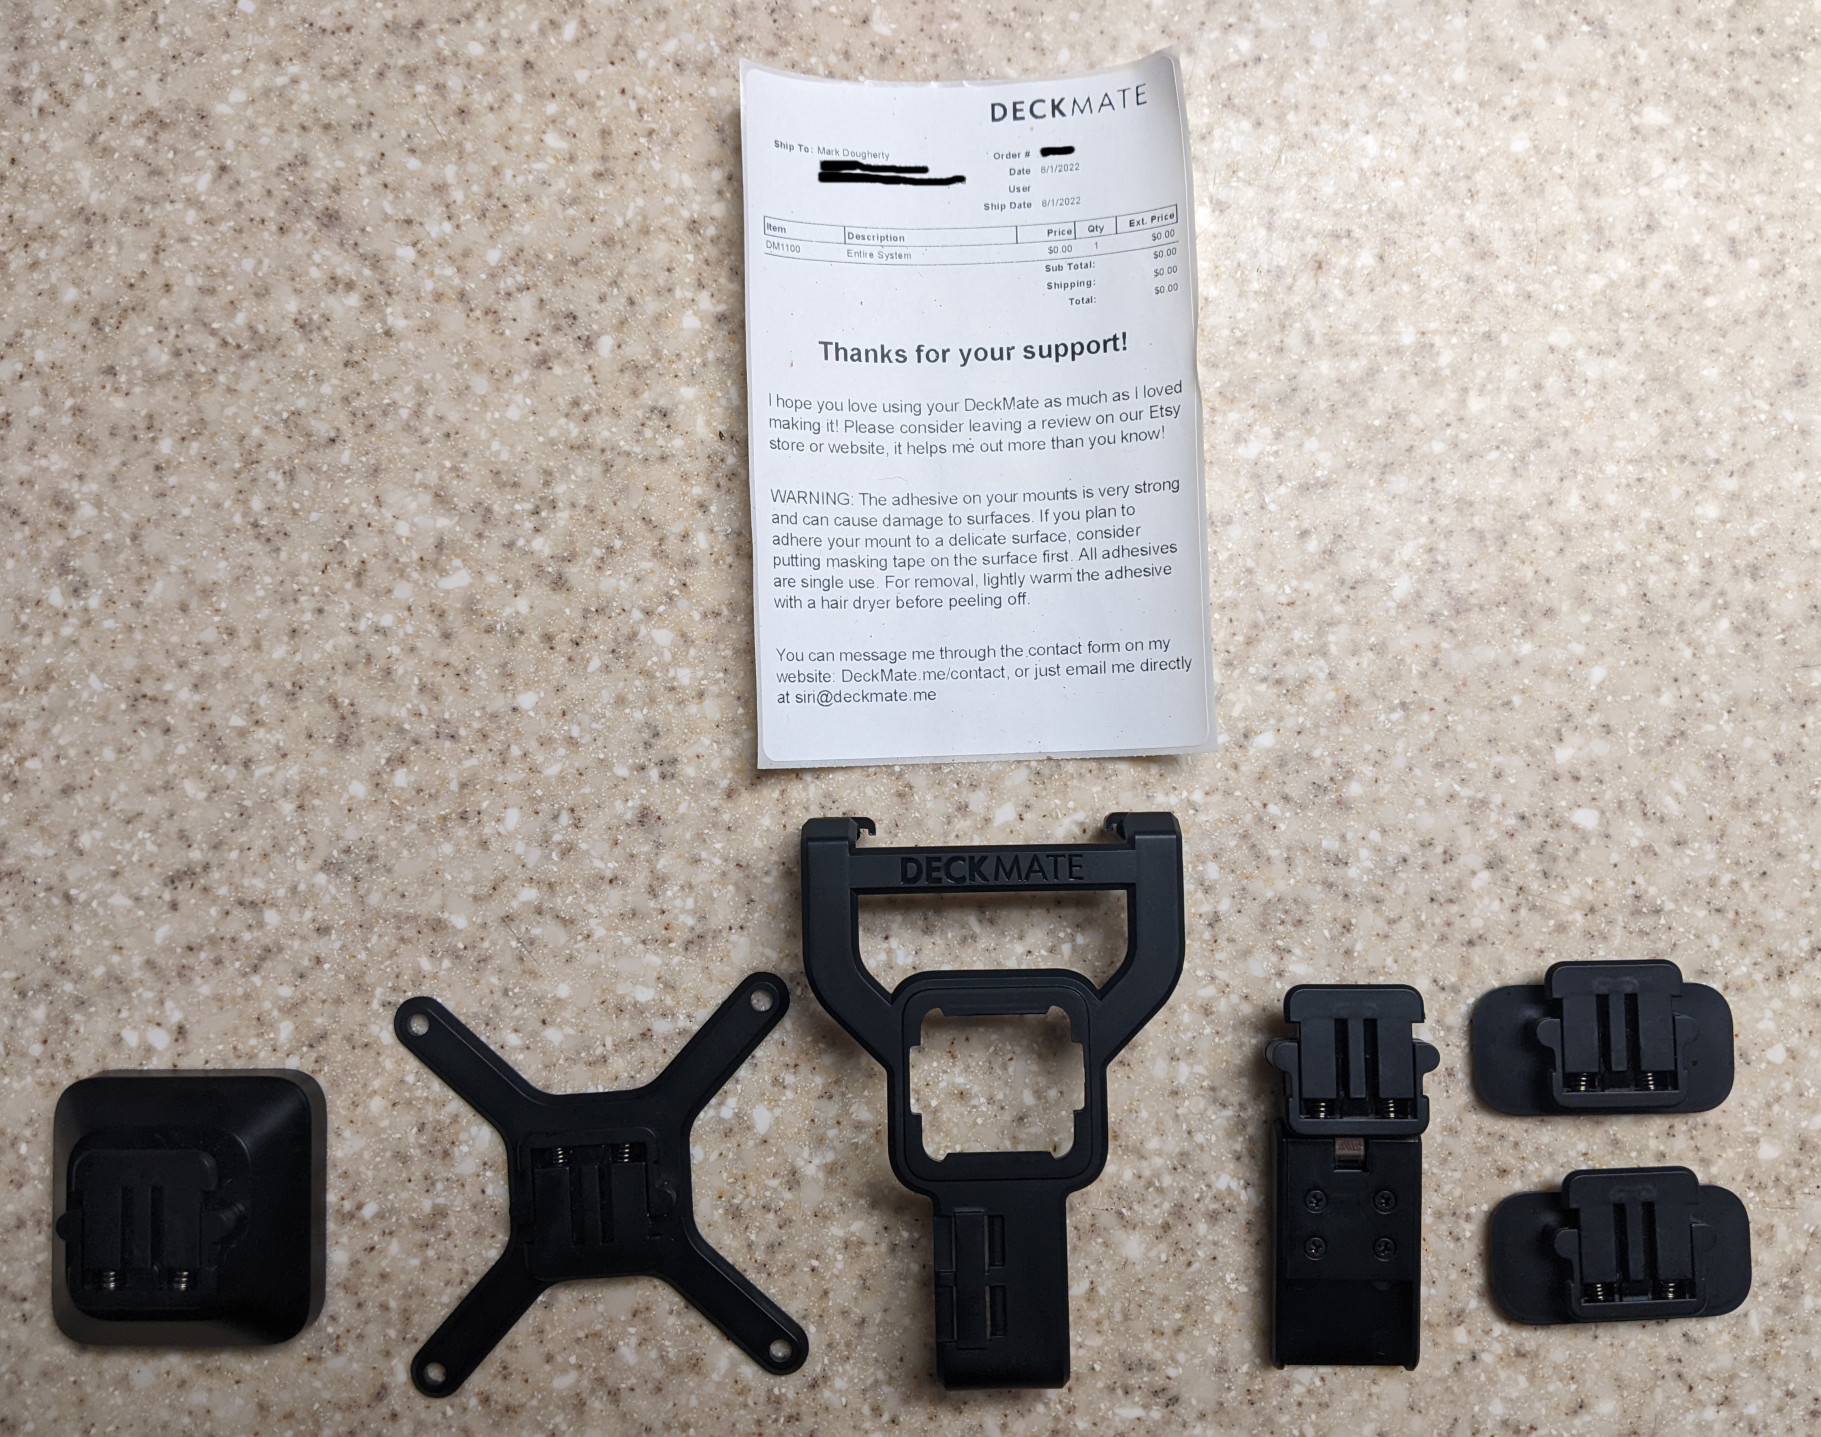 DECKMATE
Ship To: Mark Dougherty
Order #
Date 8/1/2022
User
Ship Date 8/1/2022
Item Description Price Qty Ext. Price
DM1100 Entire System $0.00 1 $0.00
Sub Total: $0.00
Shipping: $0.00
Total: $0.00
Thanks for your support!
I hope you love using your DeckMate as much as I loved
making it! Please consider leaving a review on our Etsy
store or website, it helps me out more than you know!
WARNING: The adhesive on your mounts is very strong
and can cause damage to surfaces. If you plan to
adhere your mount to a delicate surface, consider
putting masking tape on the surface first. All adhesives
are single use. For removal, lightly warm the adhesive
with a hair dryer before peeling off.
You can message me through the contact form on my
website: DeckMate.me/contact, or just email me directly
at siri@deckmate.me
DECKMATE